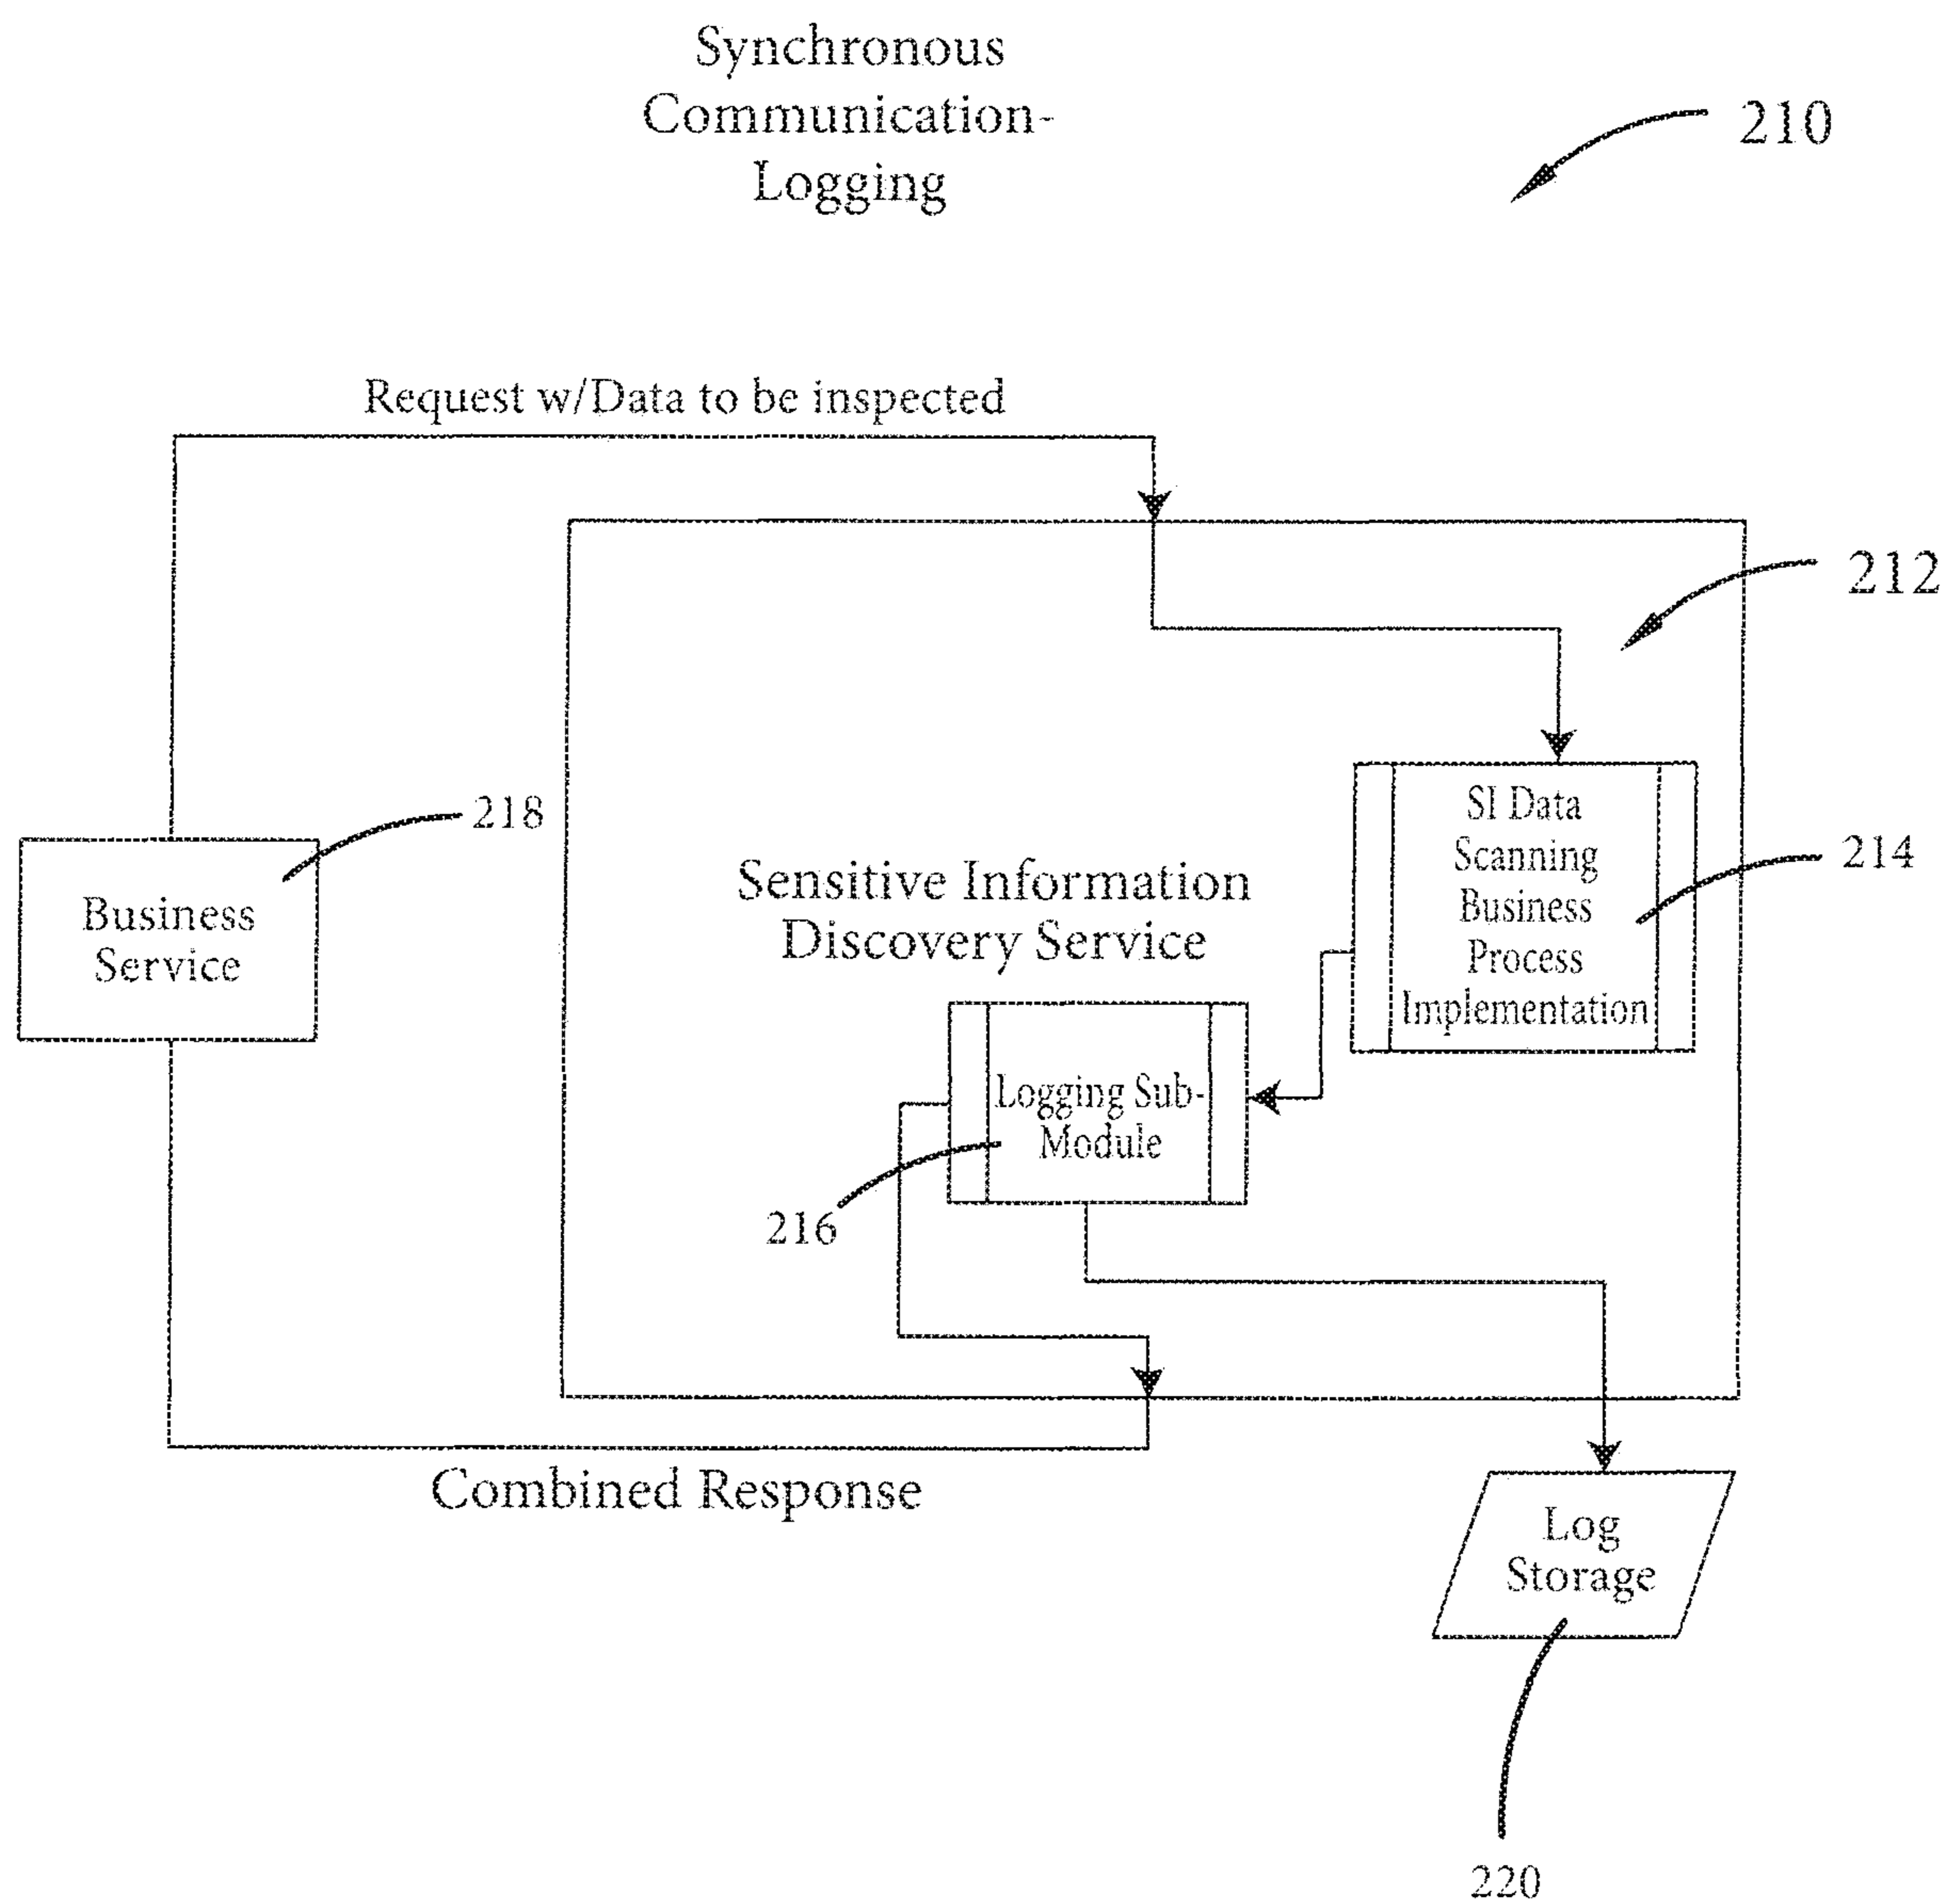 Synchronous
Communication-
Logging
210
Request w/Data to be inspected
212
218
Business
Service
SI Data
Scanning
Business
Process
Implementation
214
Sensitive Information
Discovery Service
Logging Sub-
Module
216
Combined Response
Log
Storage
220